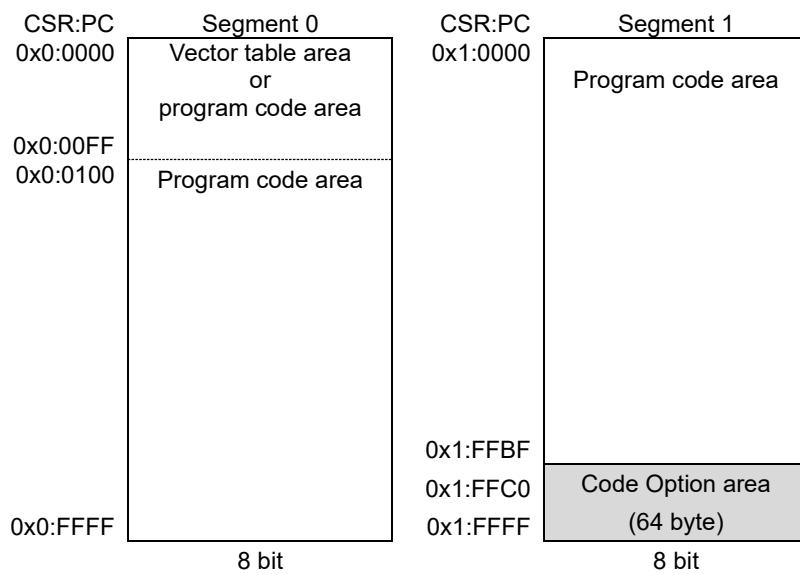 CSR:PC
Segment 0
0x0:0000
Vector table area
or
program code area
0x0:00FF
0x0:0100
Program code area
0x0:FFFF
8 bit
CSR:PC
Segment 1
0x1:0000
Program code area
0x1:FFBF
0x1:FFC0
Code Option area
0x1:FFFF
(64 byte)
8 bit